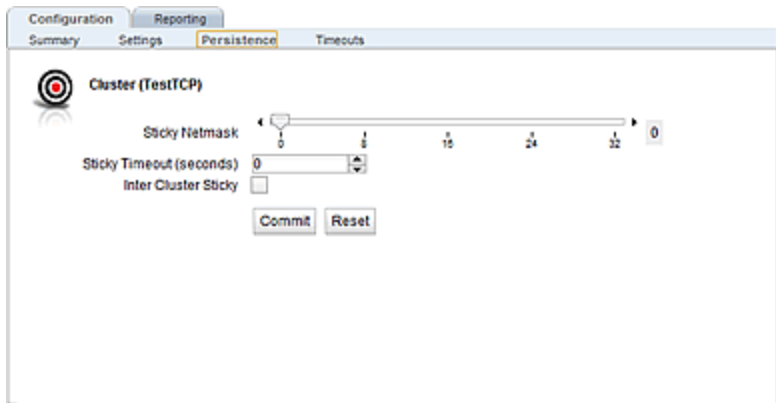 Configuration Reporting
Summary Settings Persistence Timeouts
Cluster (TestTCP)
Sticky Netmask 0
0 8 16 24 32
Sticky Timeout (seconds) 0
Inter Cluster Sticky
Commit Reset